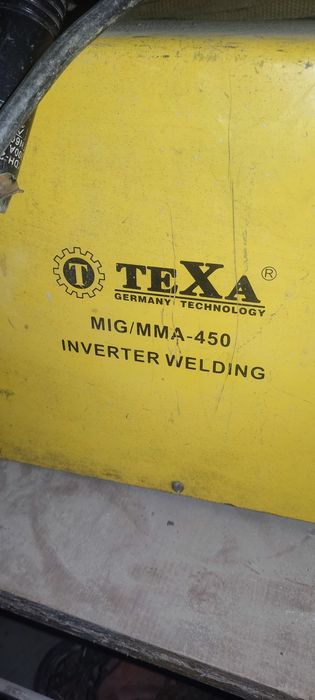 T TEXA ®
GERMANY TECHNOLOGY
MIG/MMA-450
INVERTER WELDING